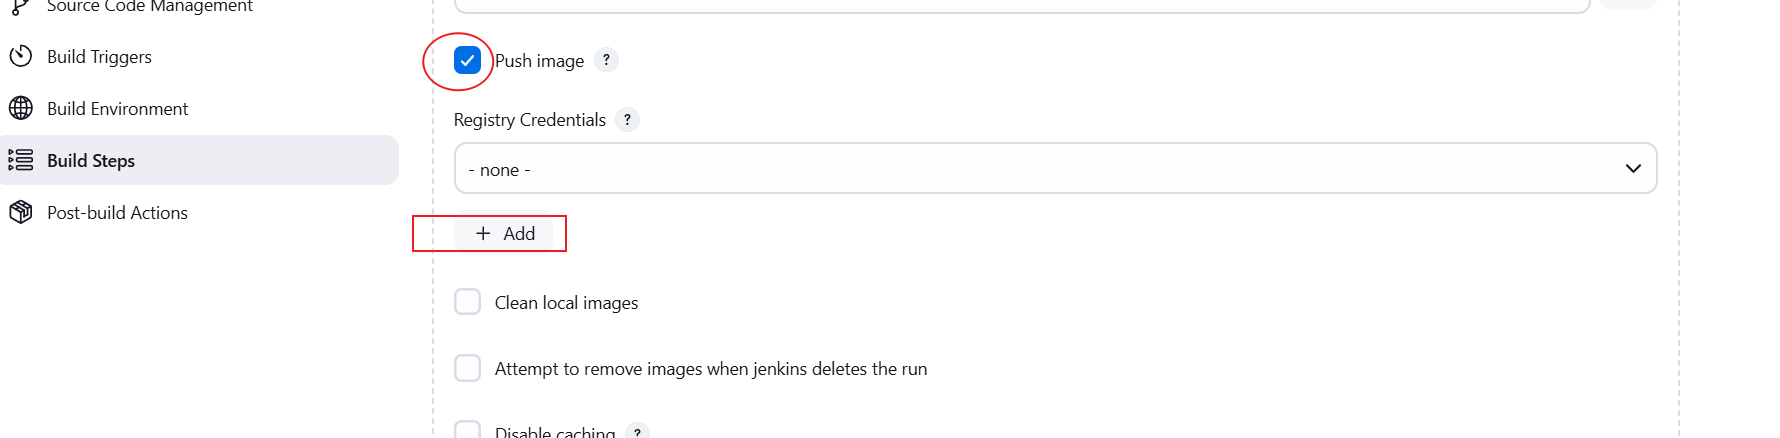 Source Code Management
Build Triggers
Build Environment
Build Steps
Post-build Actions
Push image ?
Registry Credentials ?
- none -
+ Add
Clean local images
Attempt to remove images when jenkins deletes the run
Disable caching ?